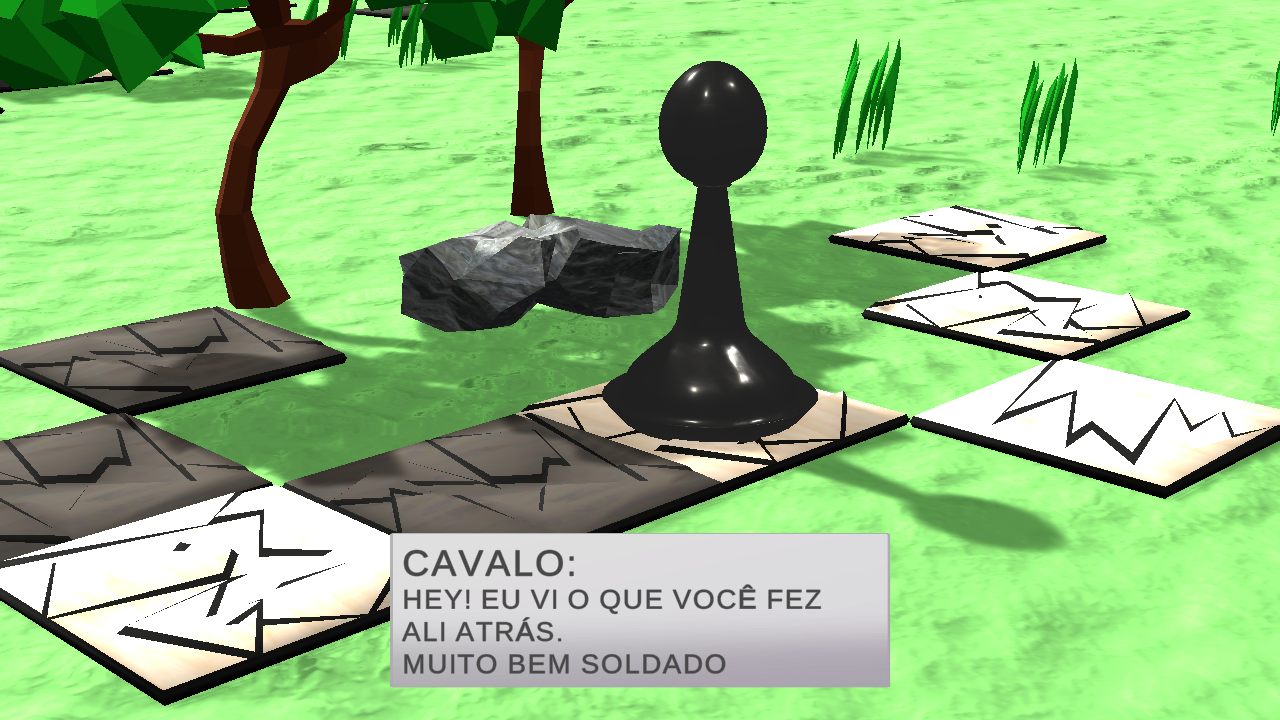 CAVALO:
HEY! EU VI O QUE VOCÊ FEZ
ALI ATRÁS.
MUITO BEM SOLDADO